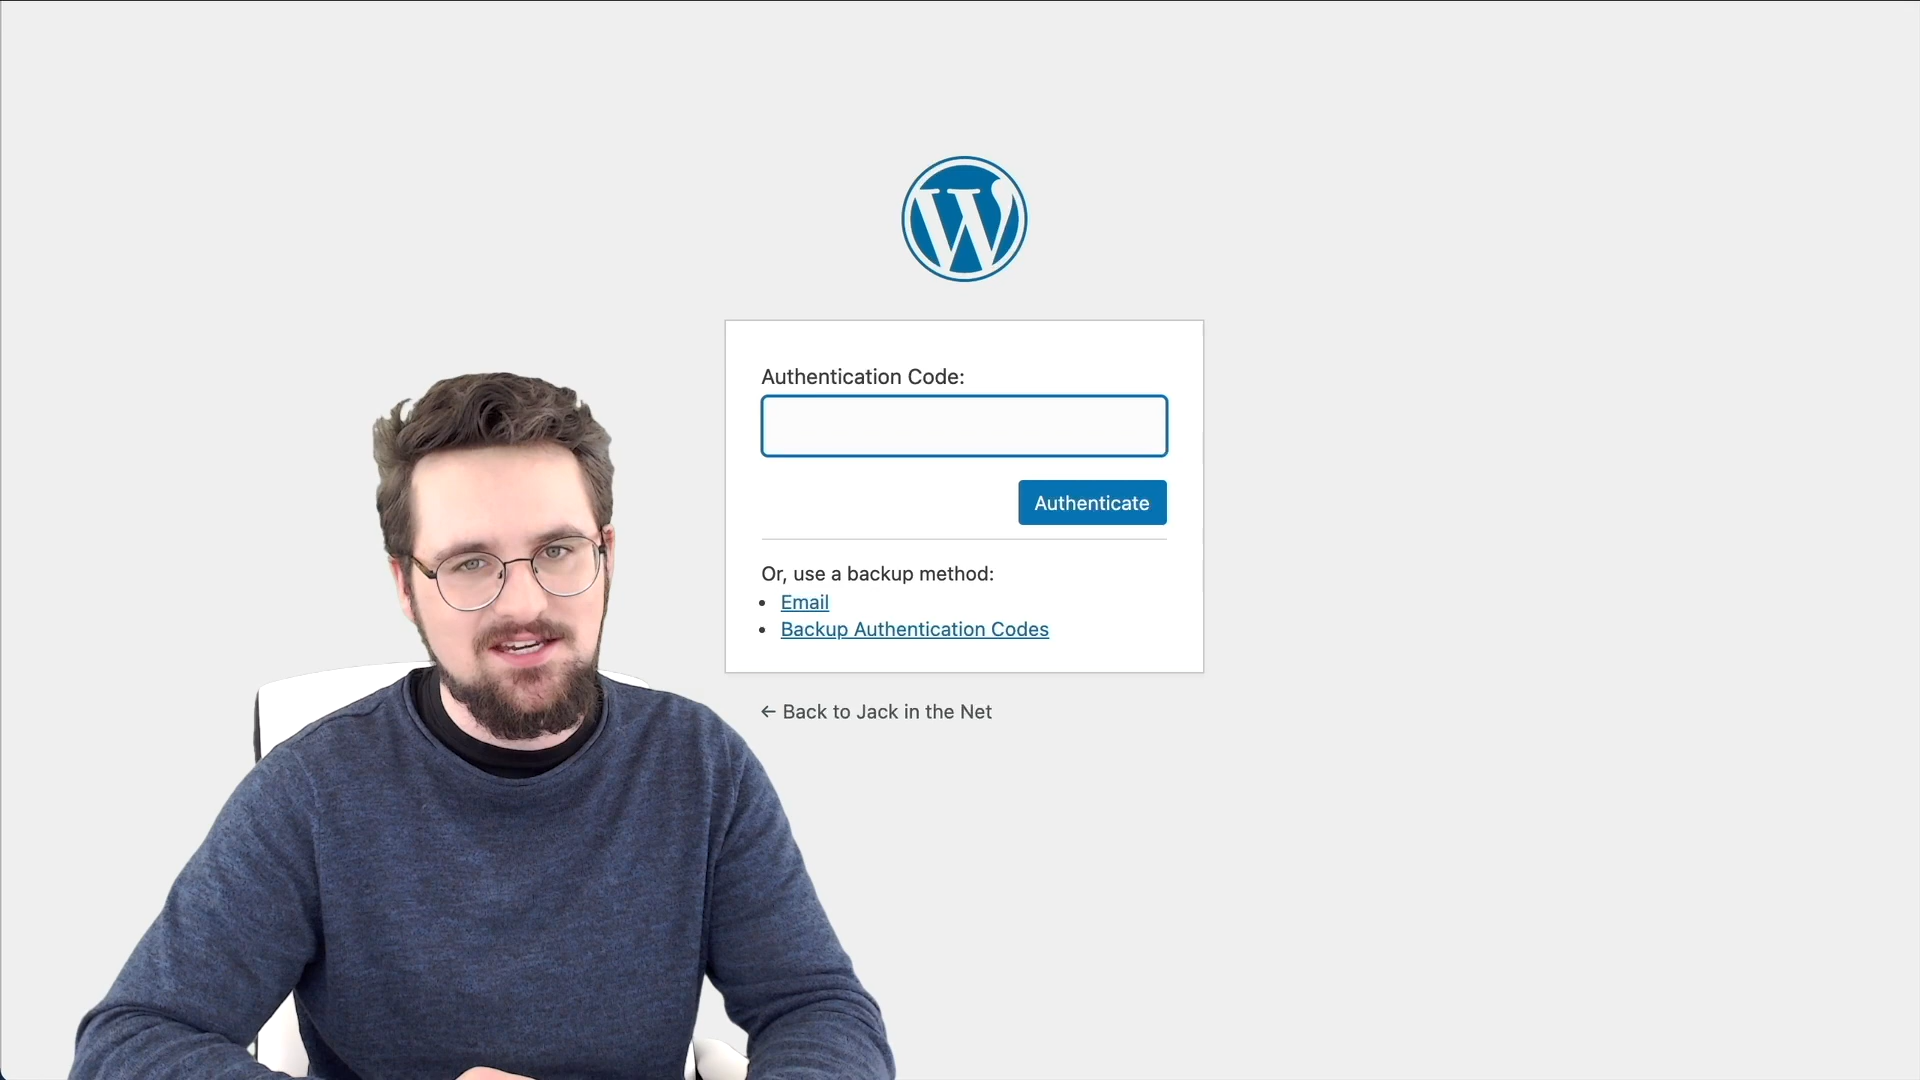 Authentication Code:
Authenticate
Or, use a backup method:
Email
Backup Authentication Codes
← Back to Jack in the Net